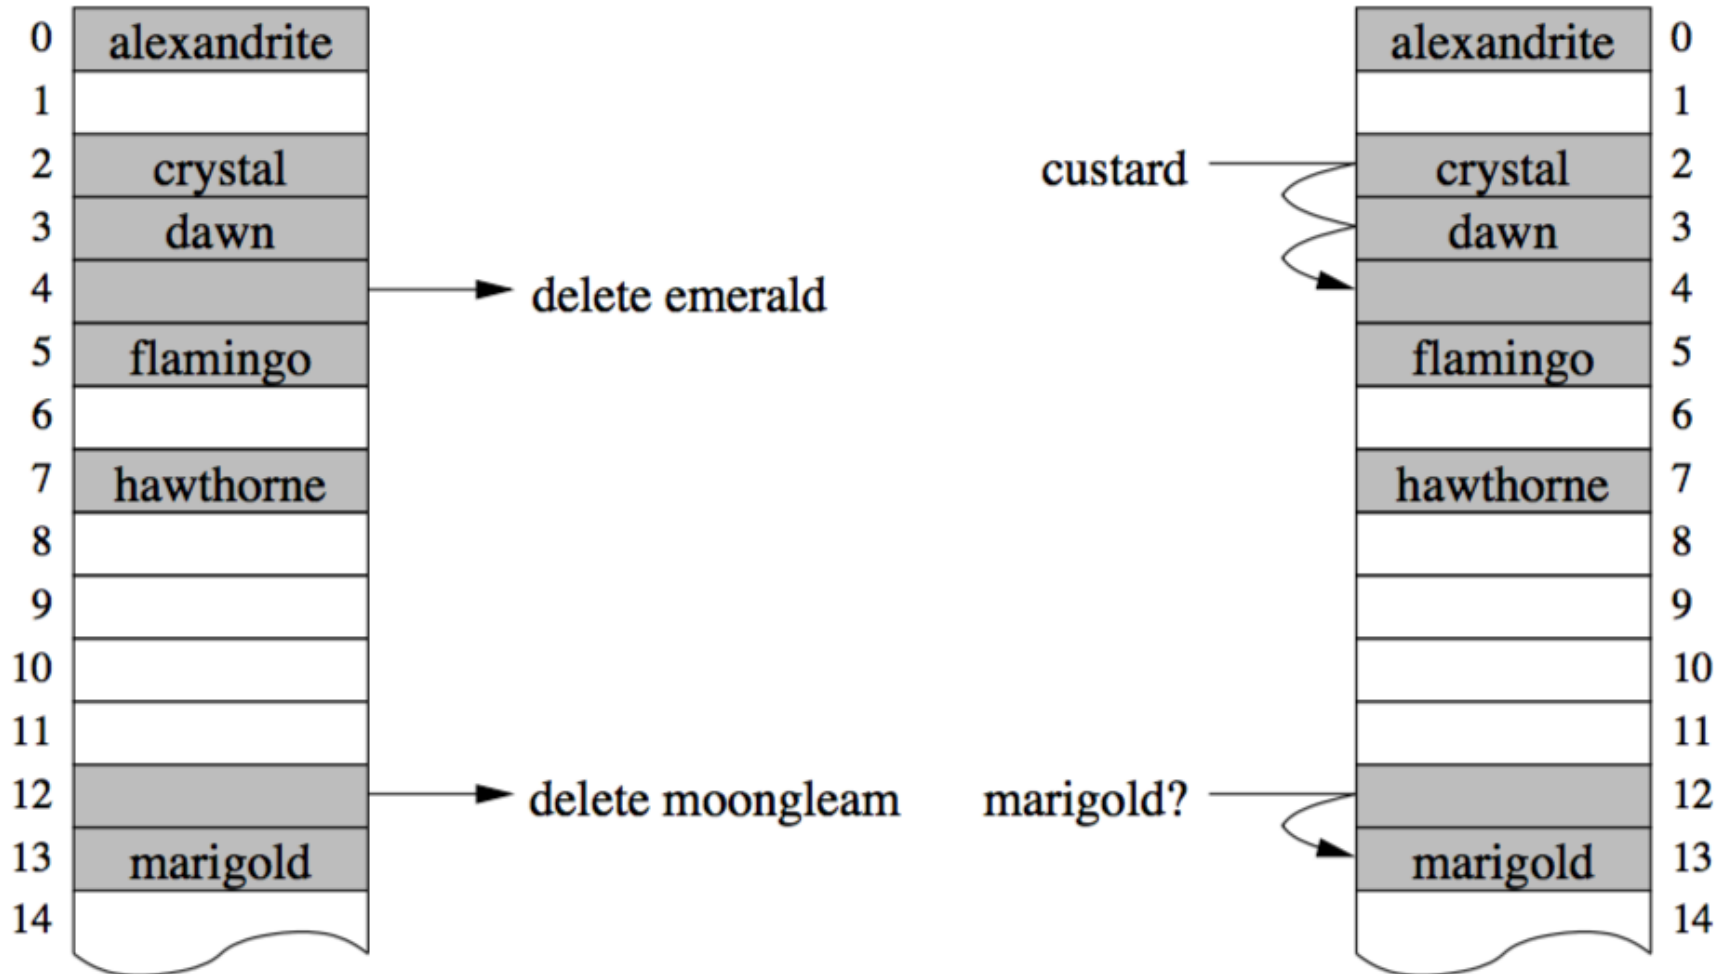 0 alexandrite
1
2 crystal
3 dawn
4 delete emerald
5 flamingo
6
7 hawthorne
8
9
10
11
12 delete moongleam
13 marigold
14
alexandrite 0
1
custard crystal 2
dawn 3
4
flamingo 5
6
hawthorne 7
8
9
10
11
marigold? 12
marigold 13
14